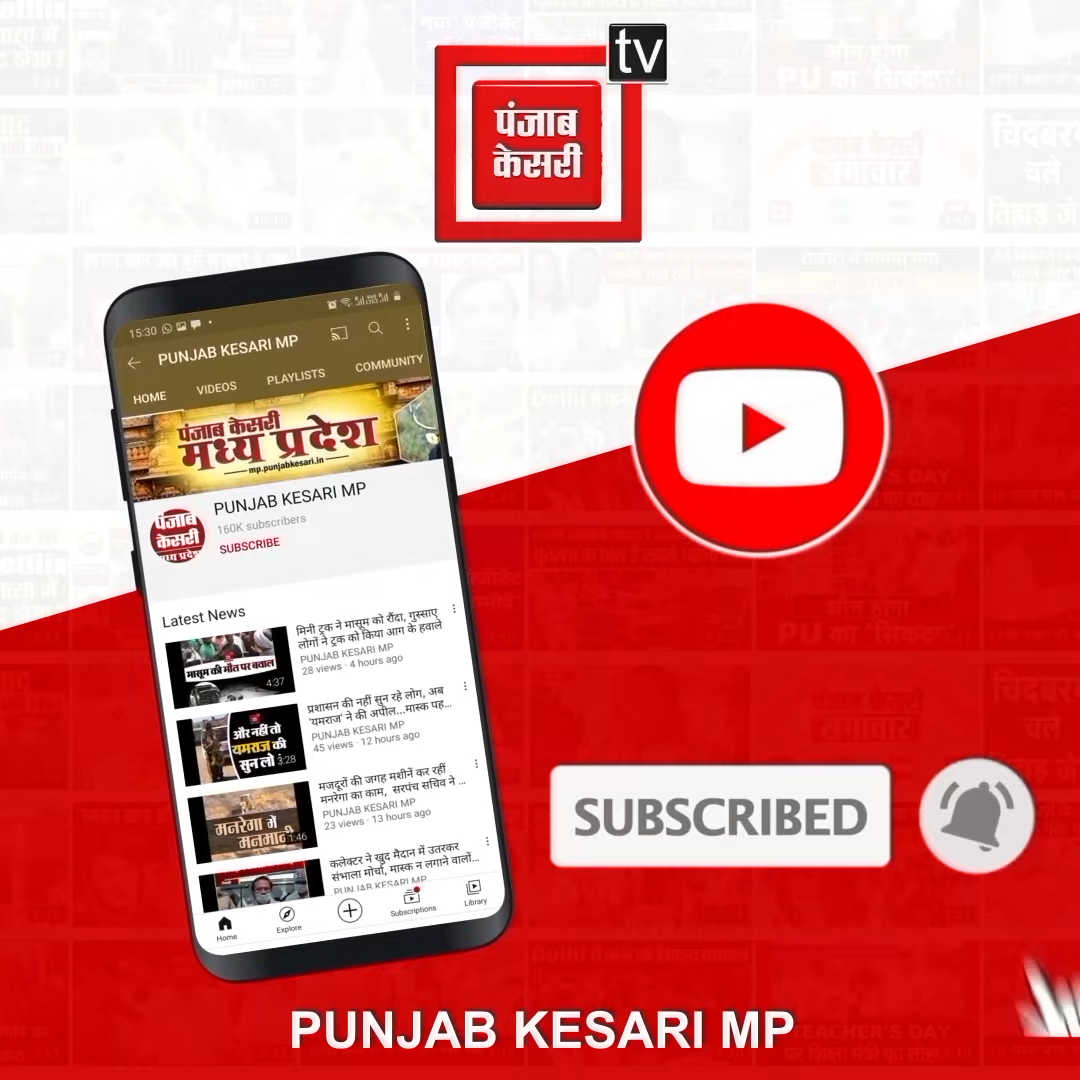 tv
पंजाब
केसरी
15:30
PUNJAB KESARI MP
HOME VIDEOS PLAYLISTS COMMUNITY
पंजाब केसरी
मध्य प्रदेश
mp.punjabkesari.in
पंजाब
केसरी
PUNJAB KESARI MP
160K subscribers
SUBSCRIBE
Latest News
मासूम की मौत पर बवाल
4:37
मिनी ट्रक ने मासूम को रौंदा, गुस्साए
लोगों ने ट्रक को किया आग के हवाले
PUNJAB KESARI MP
28 views · 4 hours ago
और नहीं तो
यमराज की
सुन लो
3:28
प्रशासन की नहीं सुन रहे लोग, अब
'यमराज' ने की अपील...मास्क पह...
PUNJAB KESARI MP
45 views · 12 hours ago
मनरेगा में
1:46
मजदूरों की जगह मशीनें कर रहीं
मनरेगा का काम, सरपंच सचिव ने ...
PUNJAB KESARI MP
23 views · 13 hours ago
कलेक्टर ने खुद मैदान में उतरकर
संभाला मोर्चा, मास्क न लगाने वालों...
PUNJAB KESARI MP
Home Explore Subscriptions Library
SUBSCRIBED
PUNJAB KESARI MP